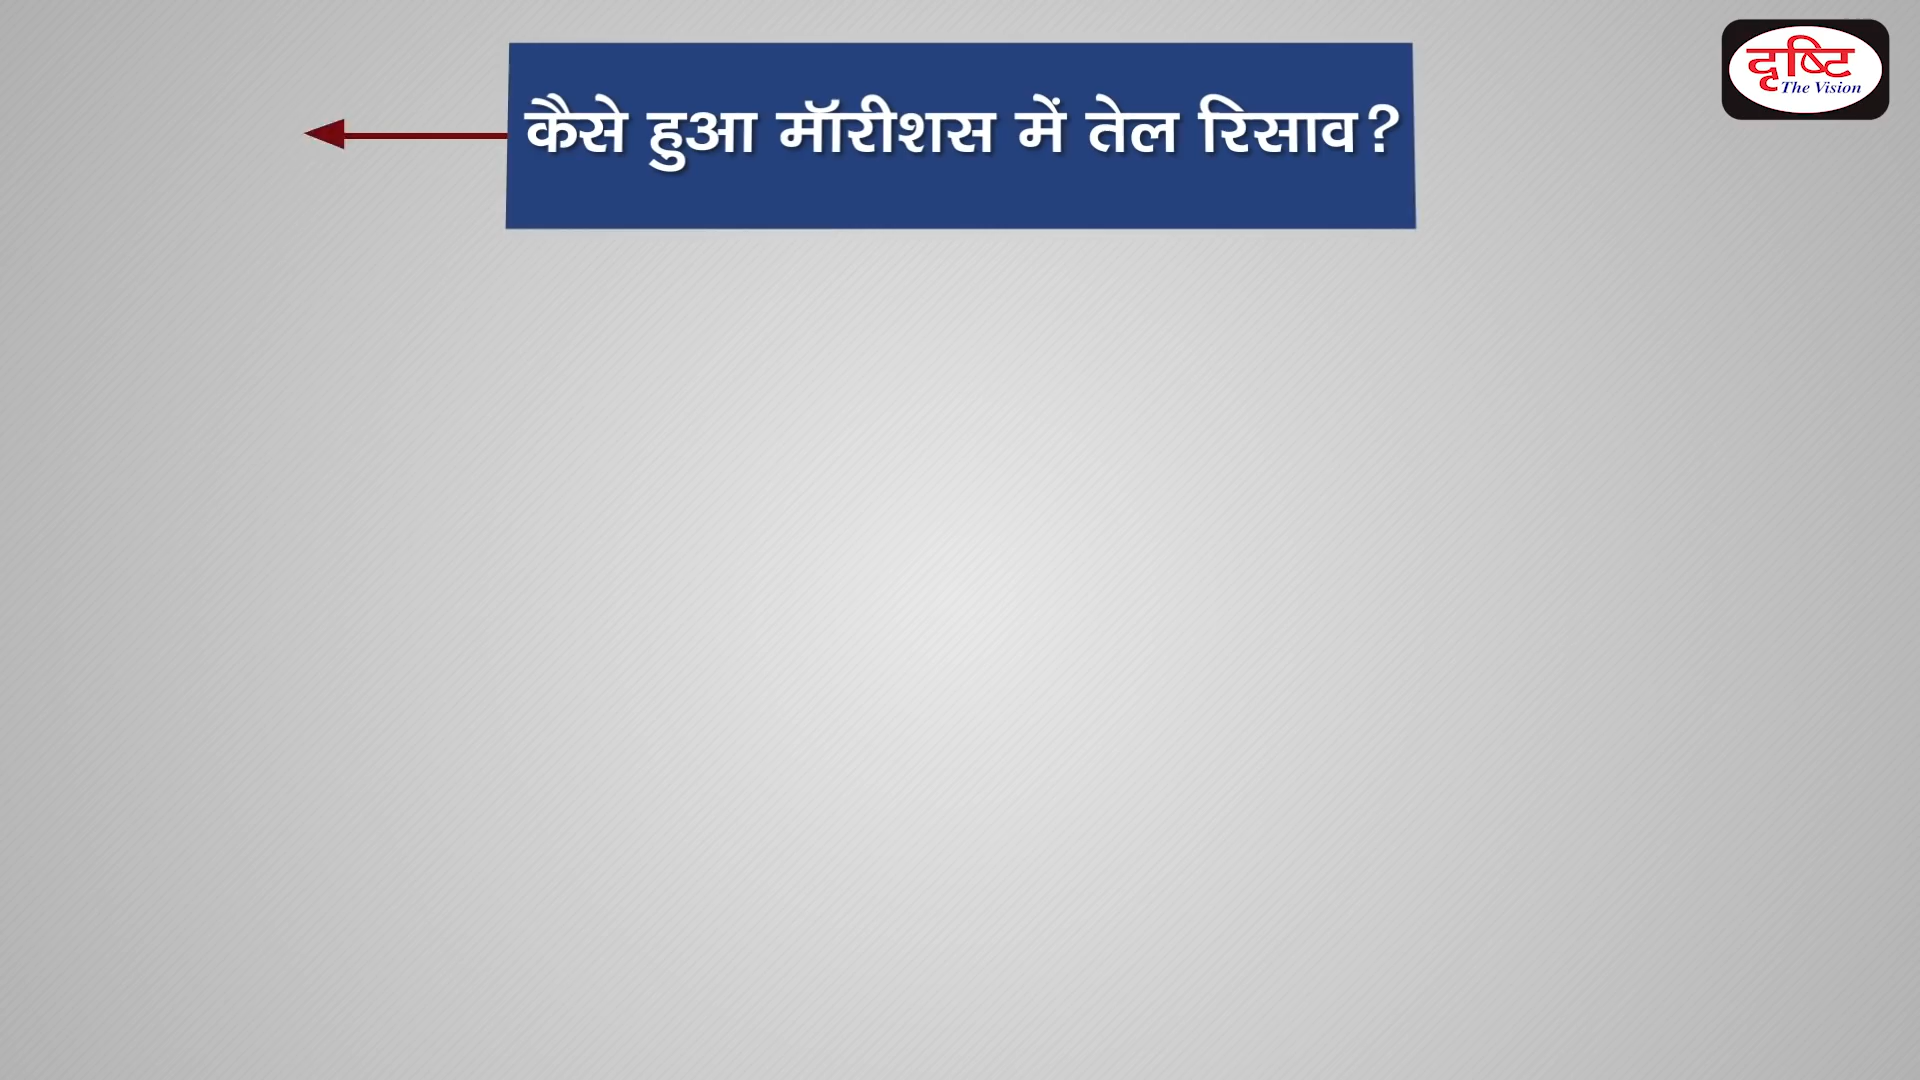 कैसे हुआ मॉरीशस में तेल रिसाव?
दृष्टि
The Vision